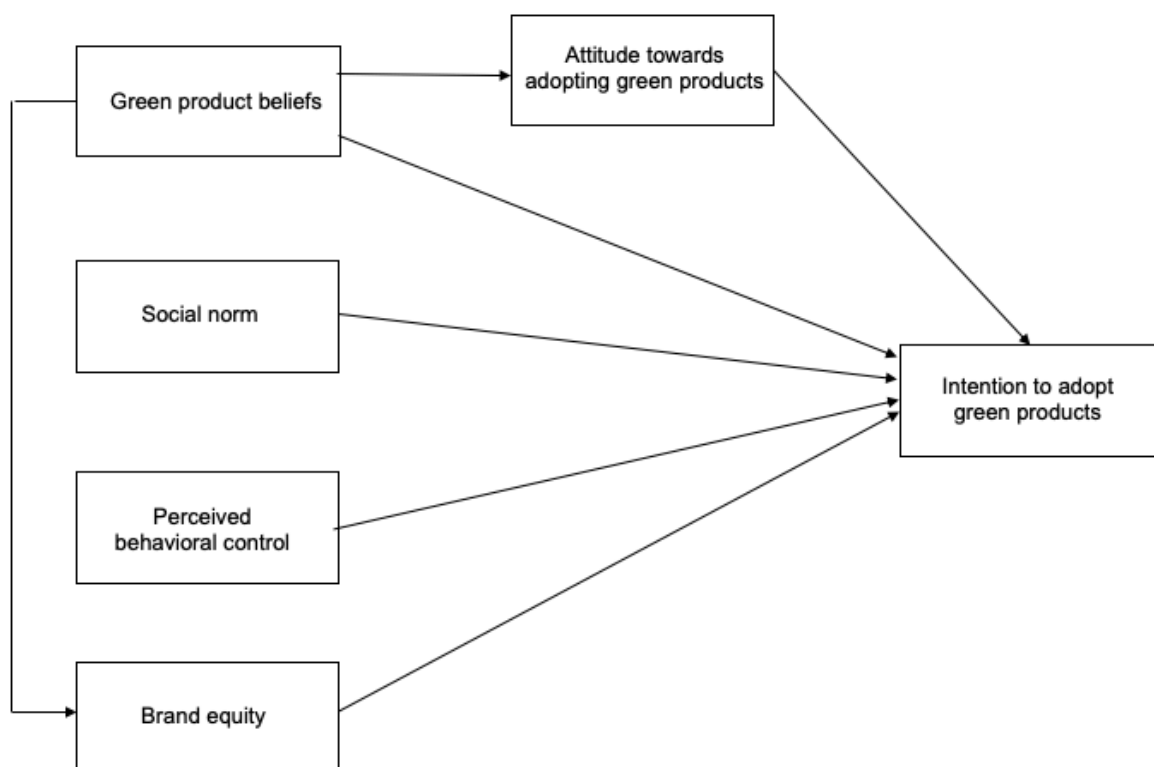 Attitude towards
adopting green products
Green product beliefs
Social norm
Intention to adopt
green products
Perceived
behavioral control
Brand equity